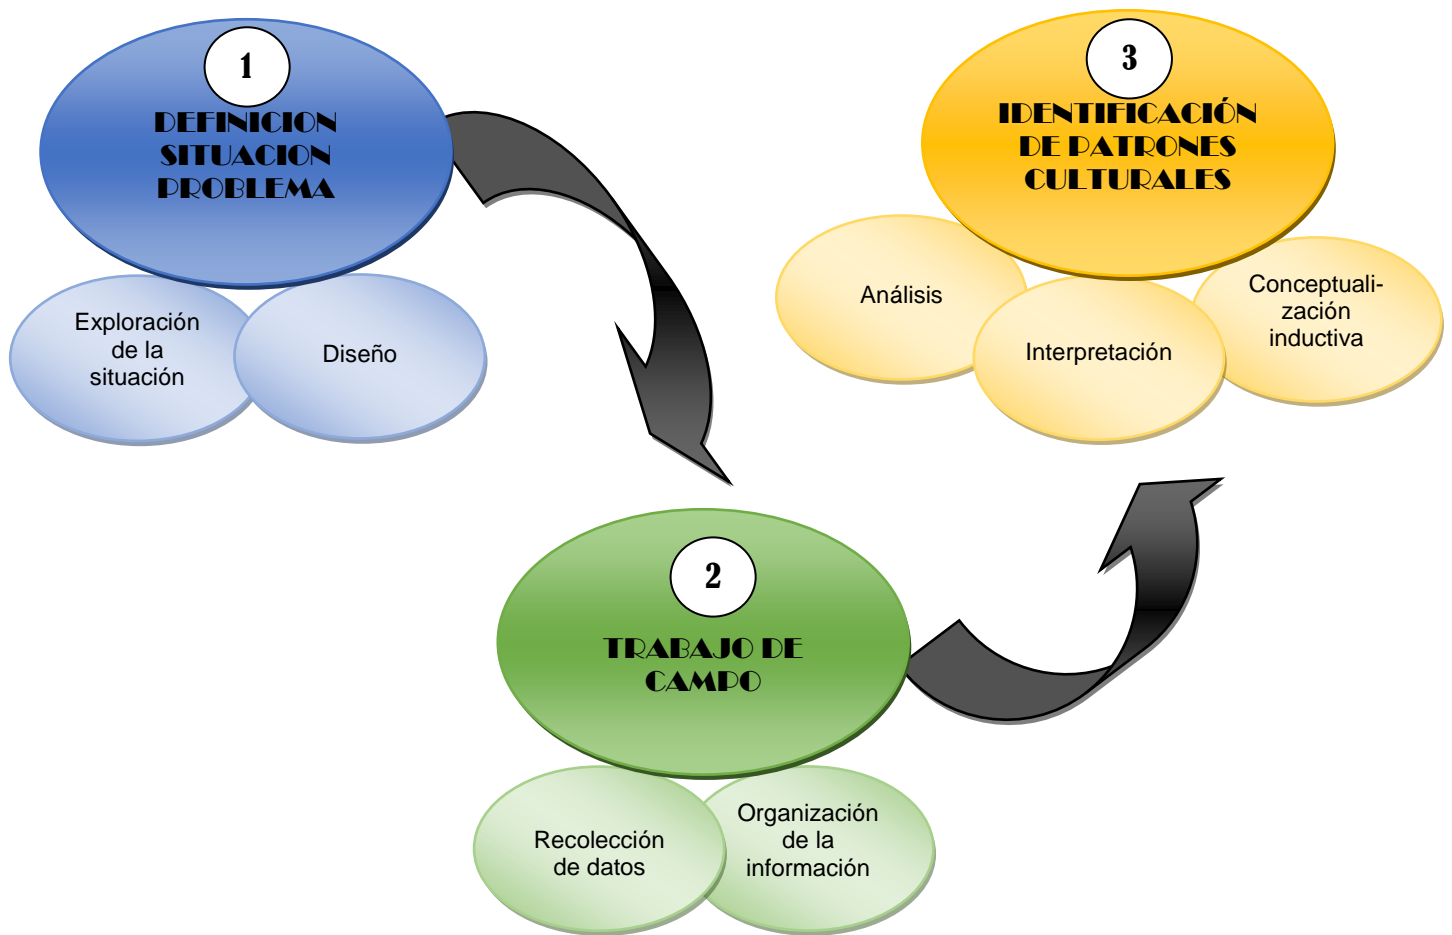 1
DEFINICION
SITUACION
PROBLEMA
Exploración
de la
situación
Diseño
2
TRABAJO DE
CAMPO
Recolección
de datos
Organización
de la
información
3
IDENTIFICACIÓN
DE PATRONES
CULTURALES
Análisis
Interpretación
Conceptuali-
zación
inductiva